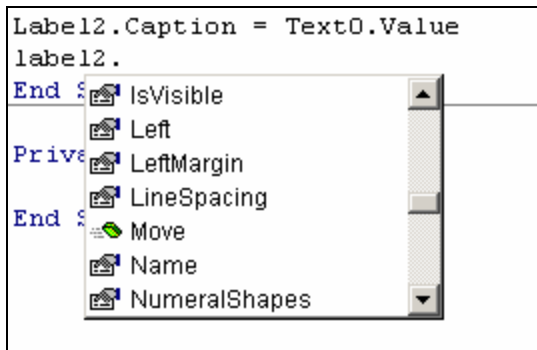 Label2.Caption = Text0.Value
label2.
End S
IsVisible
Left
Priva
LeftMargin
LineSpacing
End S
Move
Name
NumeralShapes